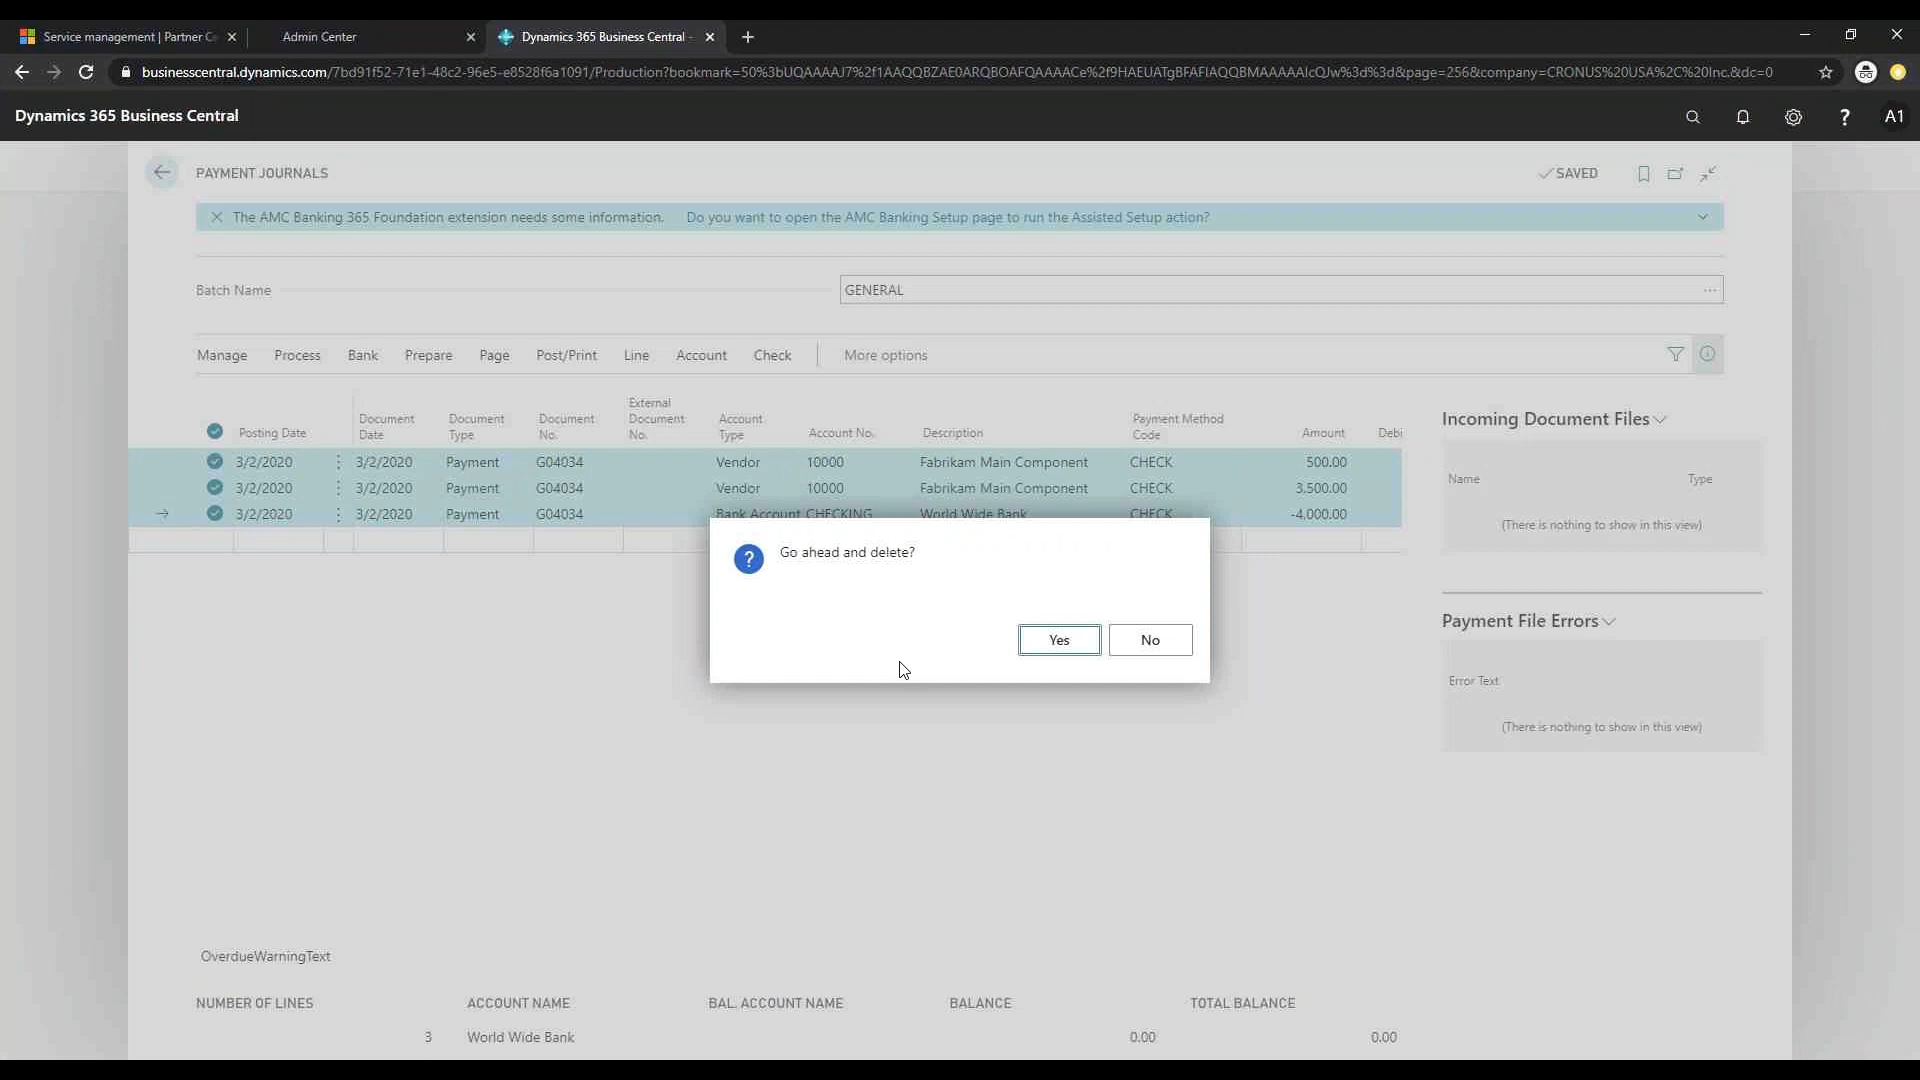 Service management | Partner Ce
Admin Center
Dynamics 365 Business Central -
businesscentral.dynamics.com/7bd91f52-71e1-48c2-96e5-e8528f6a1091/Production?bookmark=50%3bUQAAAAJ7%2f1AAQQBZAE0ARQBOAFQAAAACe%2f9HAEUATgBFAFIAQQBMAAAAAIcQJw%3d%3d&page=256&company=CRONUS%20USA%2C%20Inc.&dc=0
Dynamics 365 Business Central
? A1
PAYMENT JOURNALS
SAVED
The AMC Banking 365 Foundation extension needs some information. Do you want to open the AMC Banking Setup page to run the Assisted Setup action?
Batch Name
GENERAL
...
Manage Process Bank Prepare Page Post/Print Line Account Check More options
Posting Date Document Date Document Type Document No. External Document No. Account Type Account No. Description Payment Method Code Amount Debi
3/2/2020 3/2/2020 Payment G04034 Vendor 10000 Fabrikam Main Component CHECK 500.00
3/2/2020 3/2/2020 Payment G04034 Vendor 10000 Fabrikam Main Component CHECK 3,500.00
3/2/2020 3/2/2020 Payment G04034 Bank Account CHECKING World Wide Bank CHECK -4,000.00
Incoming Document Files
Name Type
(There is nothing to show in this view)
Go ahead and delete?
Yes No
Payment File Errors
Error Text
(There is nothing to show in this view)
OverdueWarningText
NUMBER OF LINES ACCOUNT NAME BAL. ACCOUNT NAME BALANCE TOTAL BALANCE
3 World Wide Bank 0.00 0.00